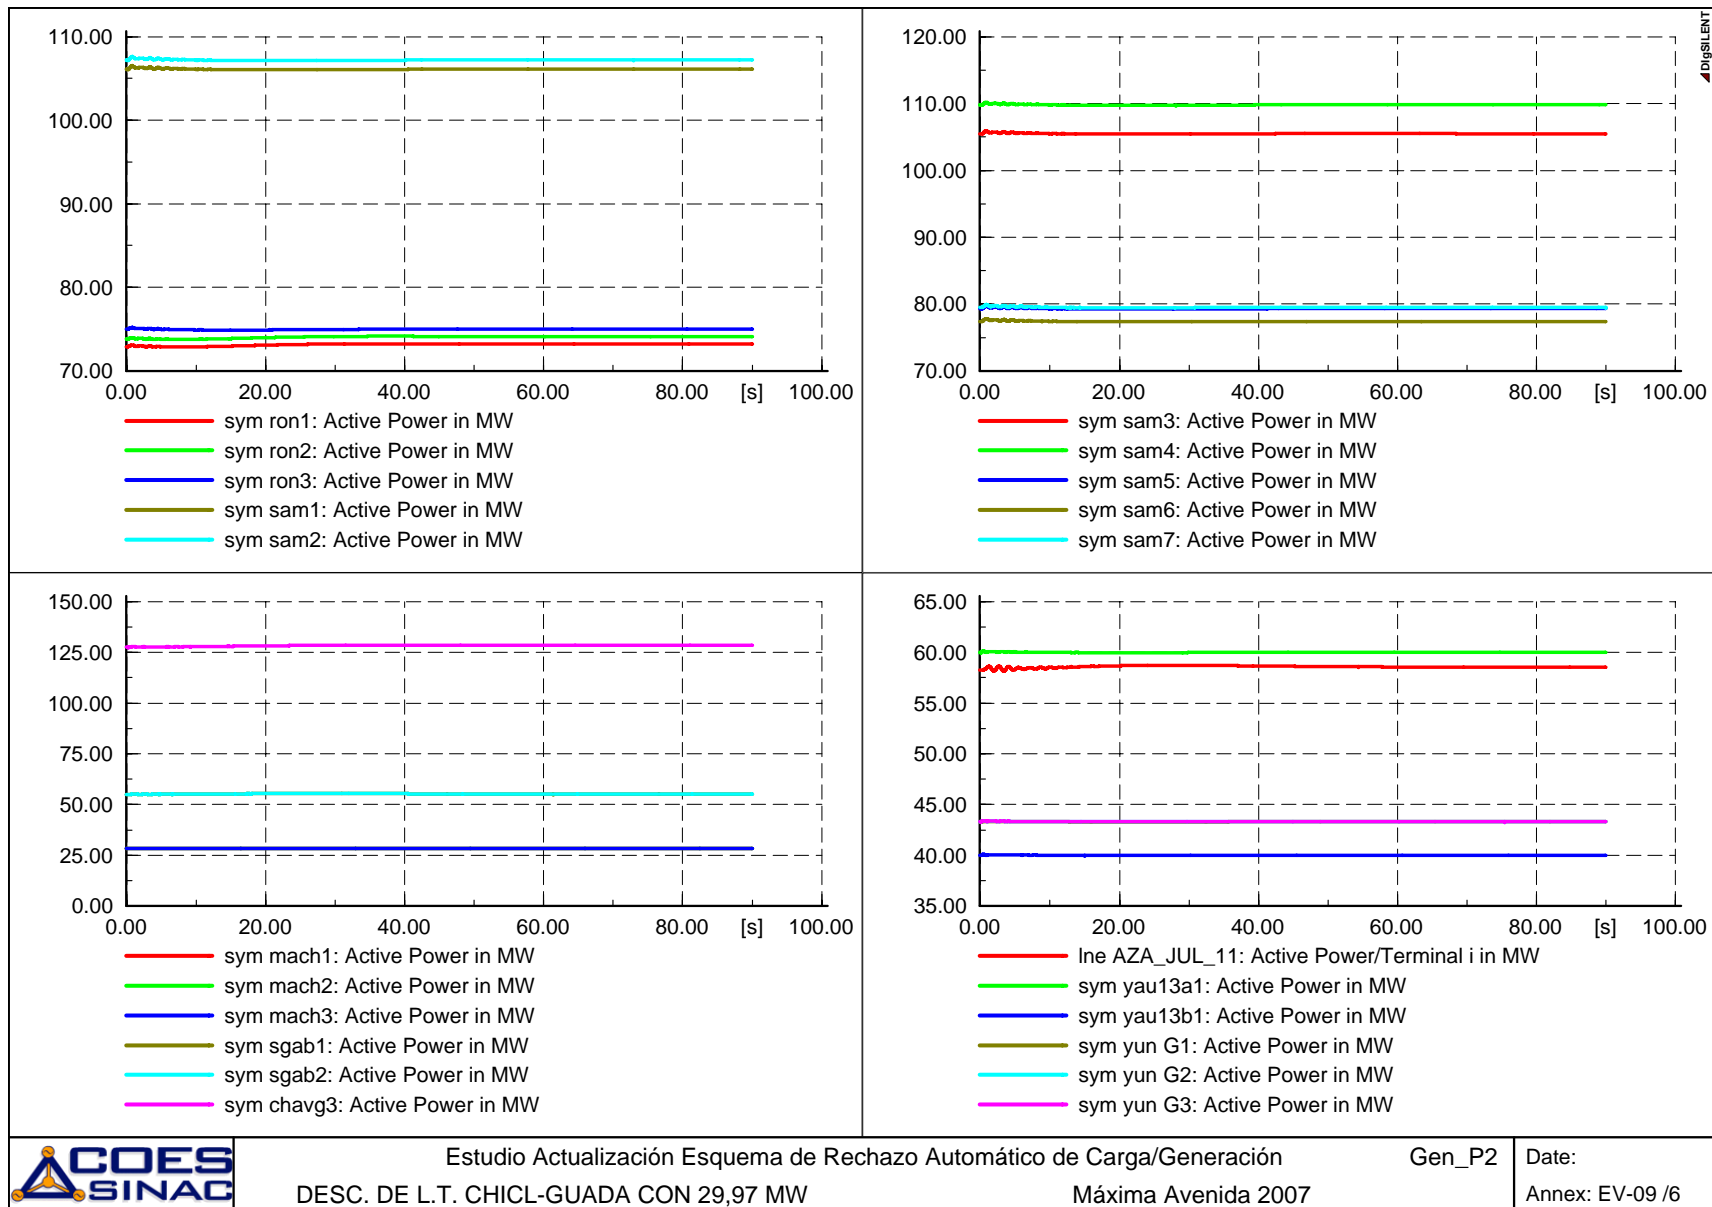 110.00
100.00
90.00
80.00
70.00
0.00 20.00 40.00 60.00 80.00 [s] 100.00
sym ron1: Active Power in MW
sym ron2: Active Power in MW
sym ron3: Active Power in MW
sym sam1: Active Power in MW
sym sam2: Active Power in MW
120.00
110.00
100.00
90.00
80.00
70.00
0.00 20.00 40.00 60.00 80.00 [s] 100.00
sym sam3: Active Power in MW
sym sam4: Active Power in MW
sym sam5: Active Power in MW
sym sam6: Active Power in MW
sym sam7: Active Power in MW
DIgSILENT
150.00
125.00
100.00
75.00
50.00
25.00
0.00
0.00 20.00 40.00 60.00 80.00 [s] 100.00
sym mach1: Active Power in MW
sym mach2: Active Power in MW
sym mach3: Active Power in MW
sym sgab1: Active Power in MW
sym sgab2: Active Power in MW
sym chavg3: Active Power in MW
65.00
60.00
55.00
50.00
45.00
40.00
35.00
0.00 20.00 40.00 60.00 80.00 [s] 100.00
lne AZA_JUL_11: Active Power/Terminal i in MW
sym yau13a1: Active Power in MW
sym yau13b1: Active Power in MW
sym yun G1: Active Power in MW
sym yun G2: Active Power in MW
sym yun G3: Active Power in MW
COES
SINAC
Estudio Actualización Esquema de Rechazo Automático de Carga/Generación Gen_P2
DESC. DE L.T. CHICL-GUADA CON 29,97 MW Máxima Avenida 2007
Date:
Annex: EV-09 /6